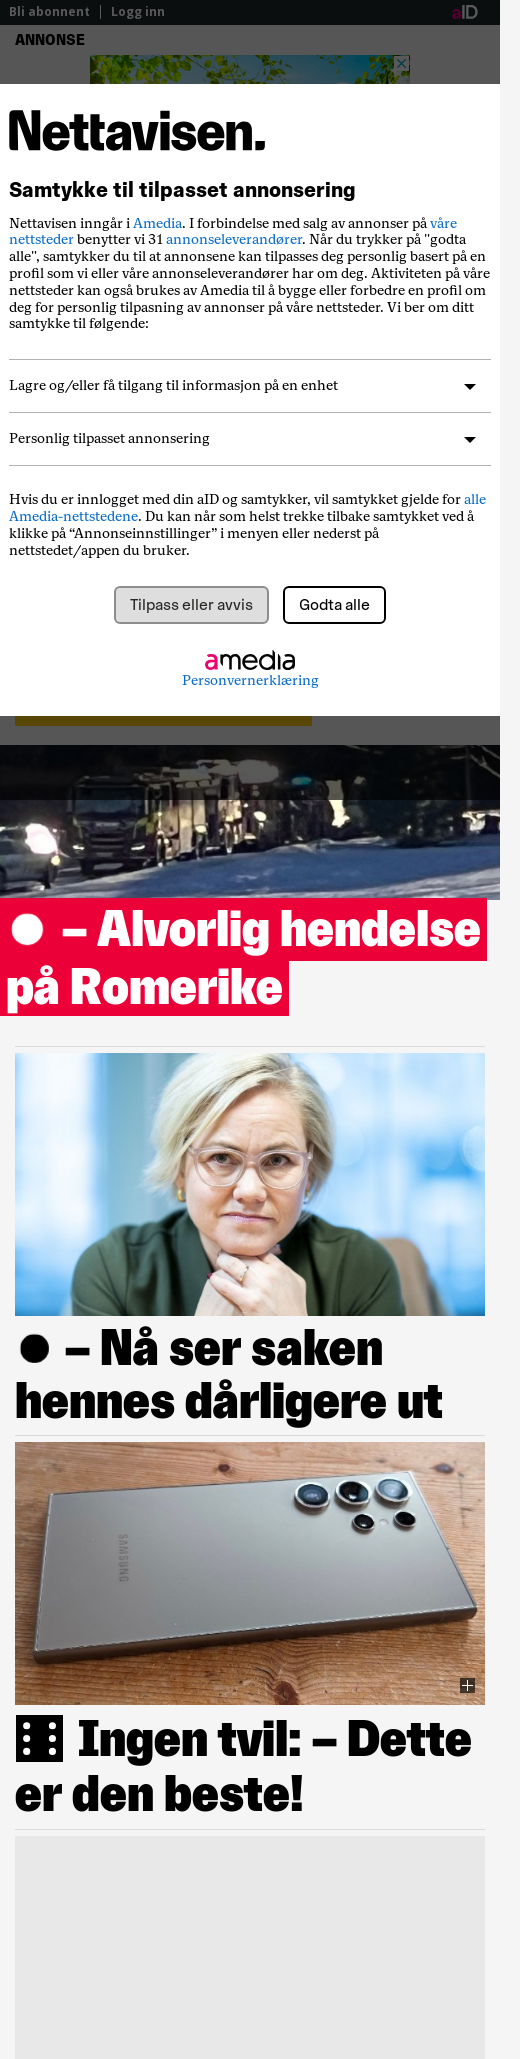 Bli abonnent | Logg inn aID
ANNONSE
Nettavisen.
Samtykke til tilpasset annonsering
Nettavisen inngår i Amedia. I forbindelse med salg av annonser på våre
nettsteder benytter vi 31 annonseleverandører. Når du trykker på "godta
alle", samtykker du til at annonsene kan tilpasses deg personlig basert på en
profil som vi eller våre annonseleverandører har om deg. Aktiviteten på våre
nettsteder kan også brukes av Amedia til å bygge eller forbedre en profil om
deg for personlig tilpasning av annonser på våre nettsteder. Vi ber om ditt
samtykke til følgende:
Lagre og/eller få tilgang til informasjon på en enhet
Personlig tilpasset annonsering
Hvis du er innlogget med din aID og samtykker, vil samtykket gjelde for alle
Amedia-nettstedene. Du kan når som helst trekke tilbake samtykket ved å
klikke på “Annonseinnstillinger” i menyen eller nederst på
nettstedet/appen du bruker.
Tilpass eller avvis Godta alle
amedia
Personvernerklæring
– Alvorlig hendelse
på Romerike
– Nå ser saken
hennes dårligere ut
SAMSUNG
Ingen tvil: – Dette
er den beste!